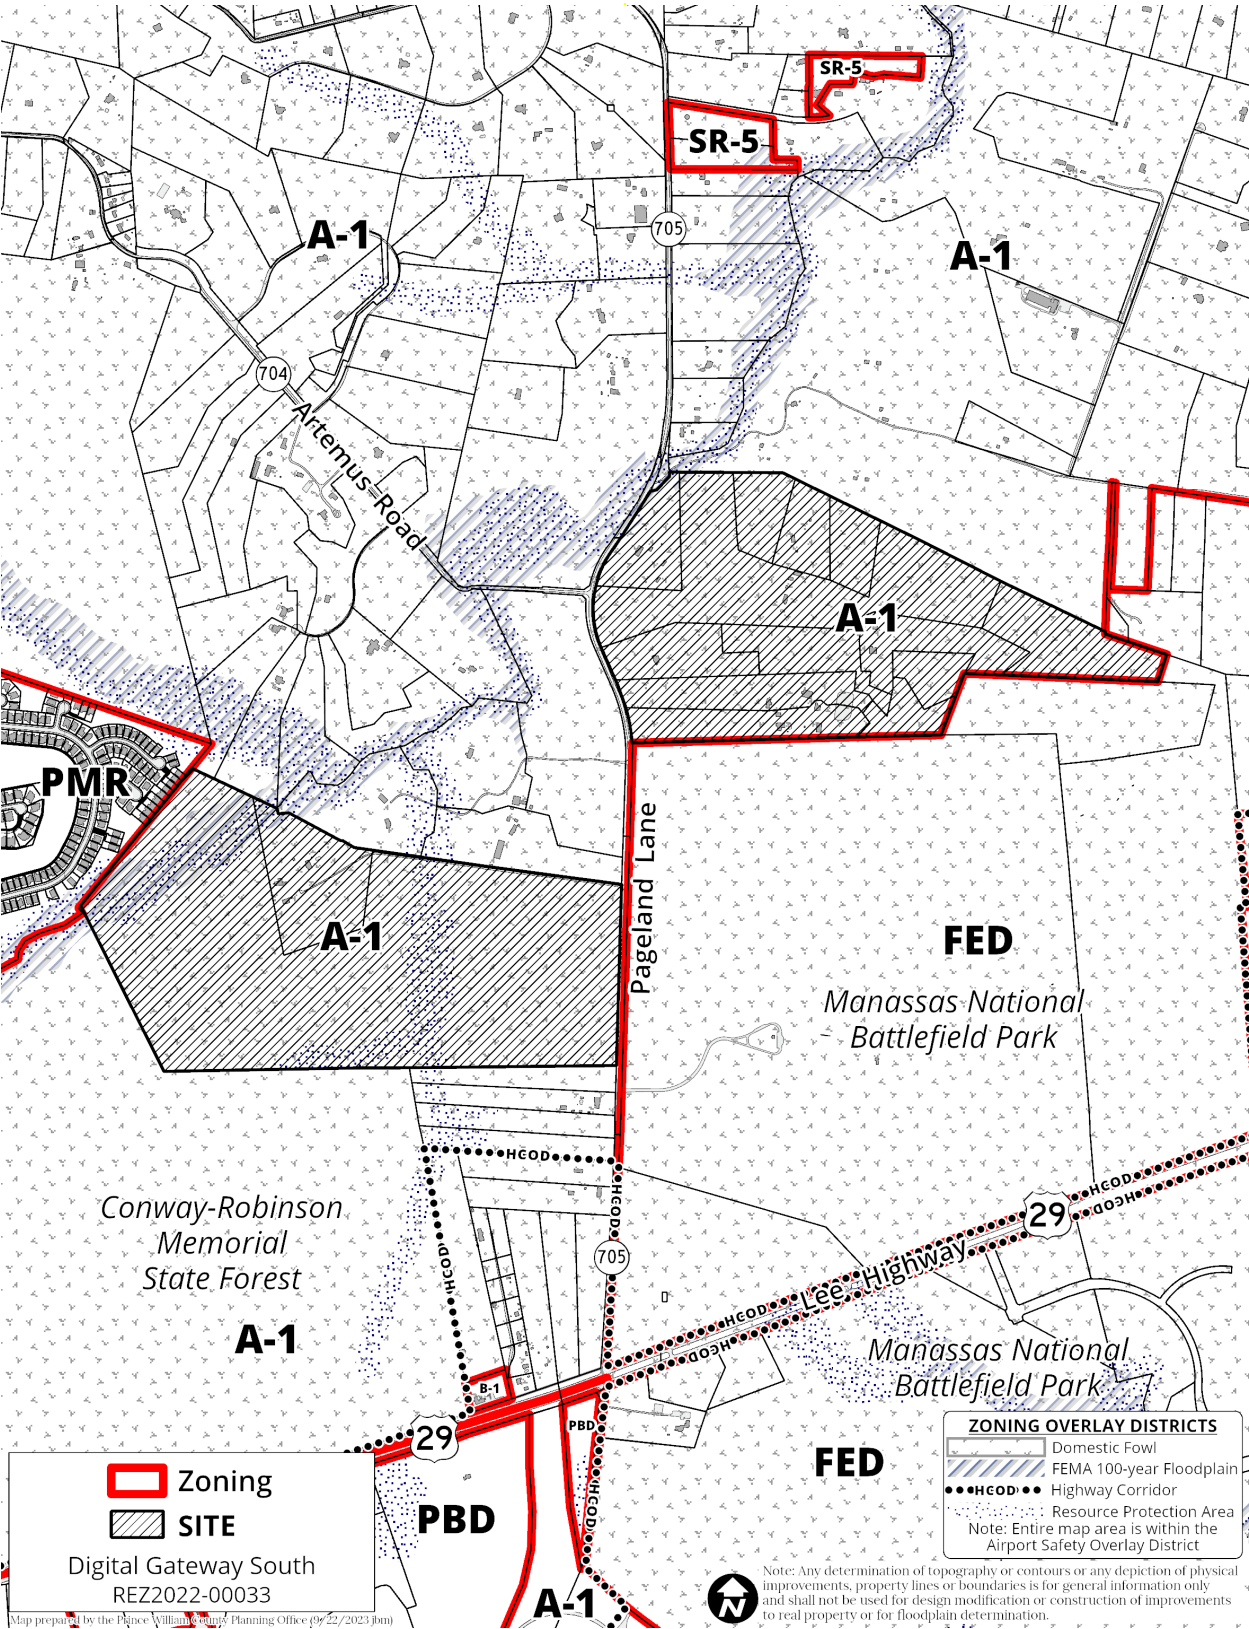 SR-5
SR-5
705
A-1
A-1
704
Artemus Road
A-1
PMR
A-1
Pageland Lane
FED
Manassas National
Battlefield Park
HCOD
HCOD
HCOD
HCOD
29
Conway-Robinson
Memorial
State Forest
HCOD
705
Lee Highway
HCOD
HCOD
A-1
Manassas National
Battlefield Park
B-1
PBD
29
FED
PBD
HCOD
A-1
Zoning
SITE
Digital Gateway South
REZ2022-00033
Map prepared by the Prince William County Planning Office (9/22/2023 jbm)
ZONING OVERLAY DISTRICTS
Domestic Fowl
FEMA 100-year Floodplain
HCOD Highway Corridor
Resource Protection Area
Note: Entire map area is within the
Airport Safety Overlay District
N
Note: Any determination of topography or contours or any depiction of physical
improvements, property lines or boundaries is for general information only
and shall not be used for design modification or construction of improvements
to real property or for floodplain determination.